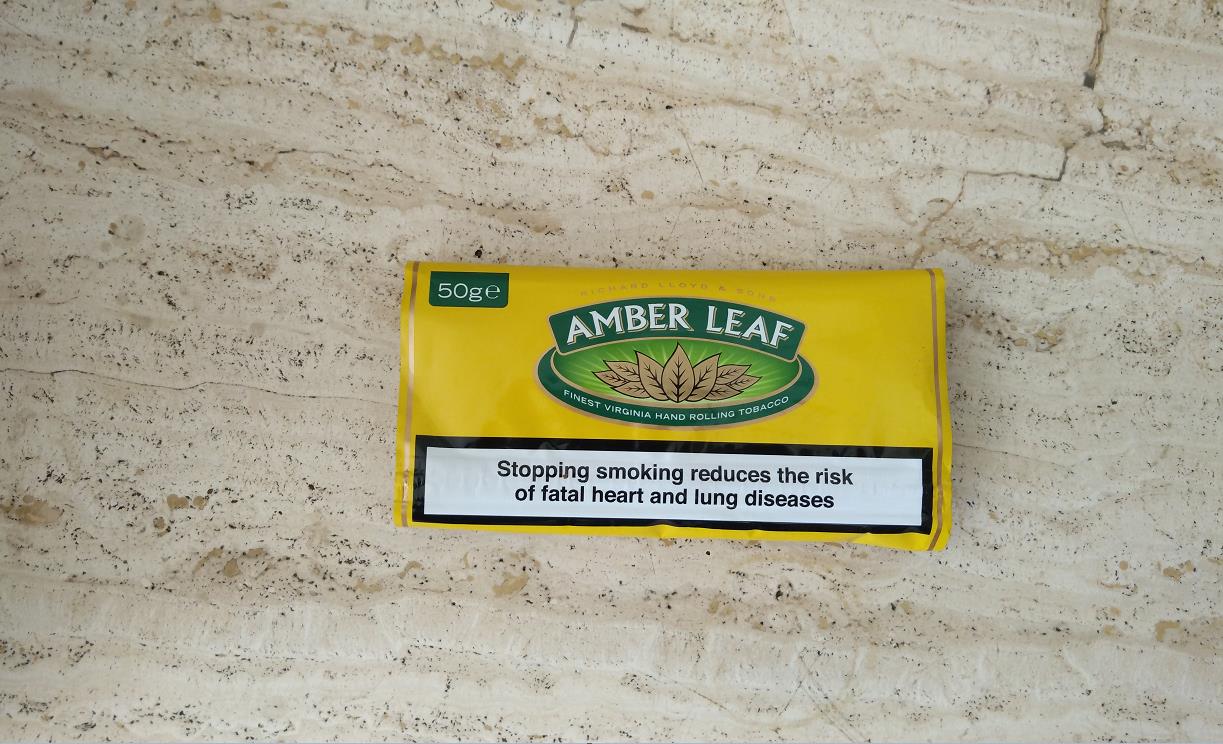 50g℮
RICHARD LLOYD & SONS
AMBER LEAF
FINEST VIRGINIA HAND ROLLING TOBACCO
Stopping smoking reduces the risk
of fatal heart and lung diseases